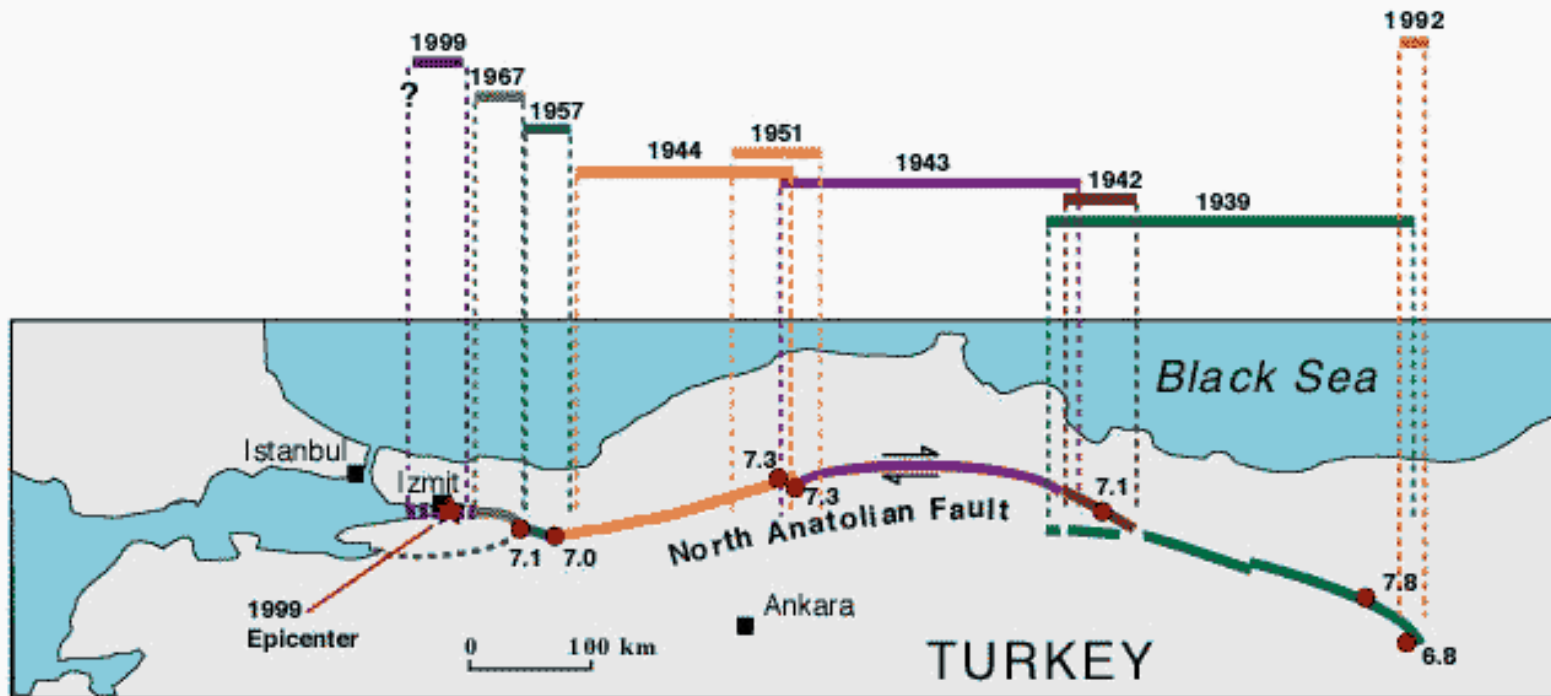 1992
1999
1967
?
1957
1951
1944
1943
1942
1939
Black Sea
Istanbul
Izmit
7.3
7.3
7.1
North Anatolian Fault
7.1
7.0
7.8
1999
Epicenter
Ankara
0 100 km
TURKEY
6.8